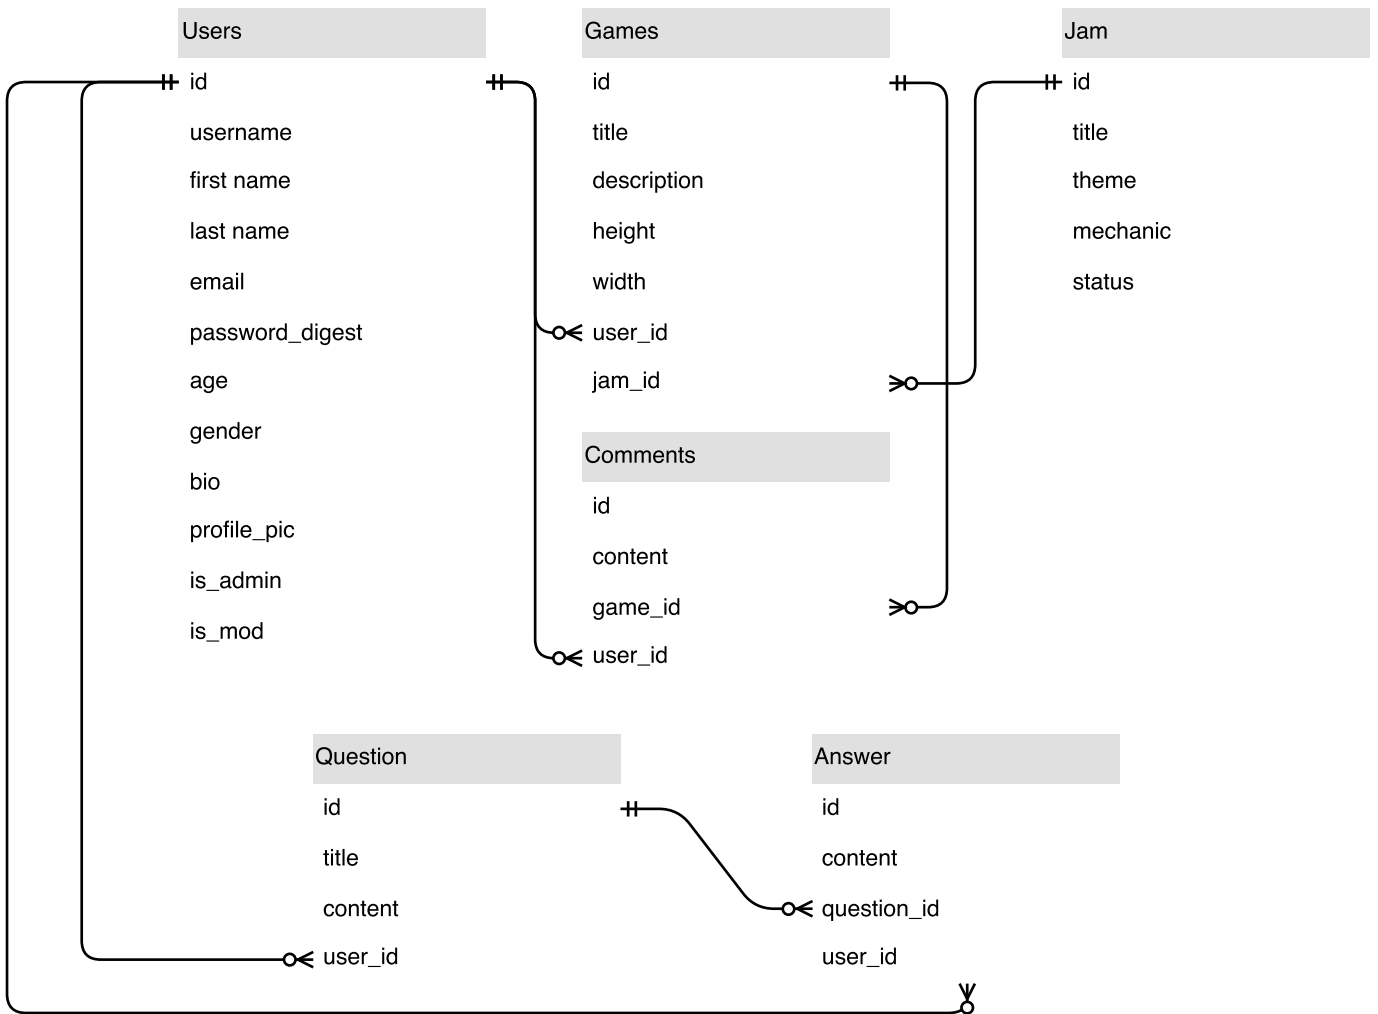 Users
id
username
first name
last name
email
password_digest
age
gender
bio
profile_pic
is_admin
is_mod
Games
id
title
description
height
width
user_id
jam_id
Jam
id
title
theme
mechanic
status
Comments
id
content
game_id
user_id
Question
id
title
content
user_id
Answer
id
content
question_id
user_id